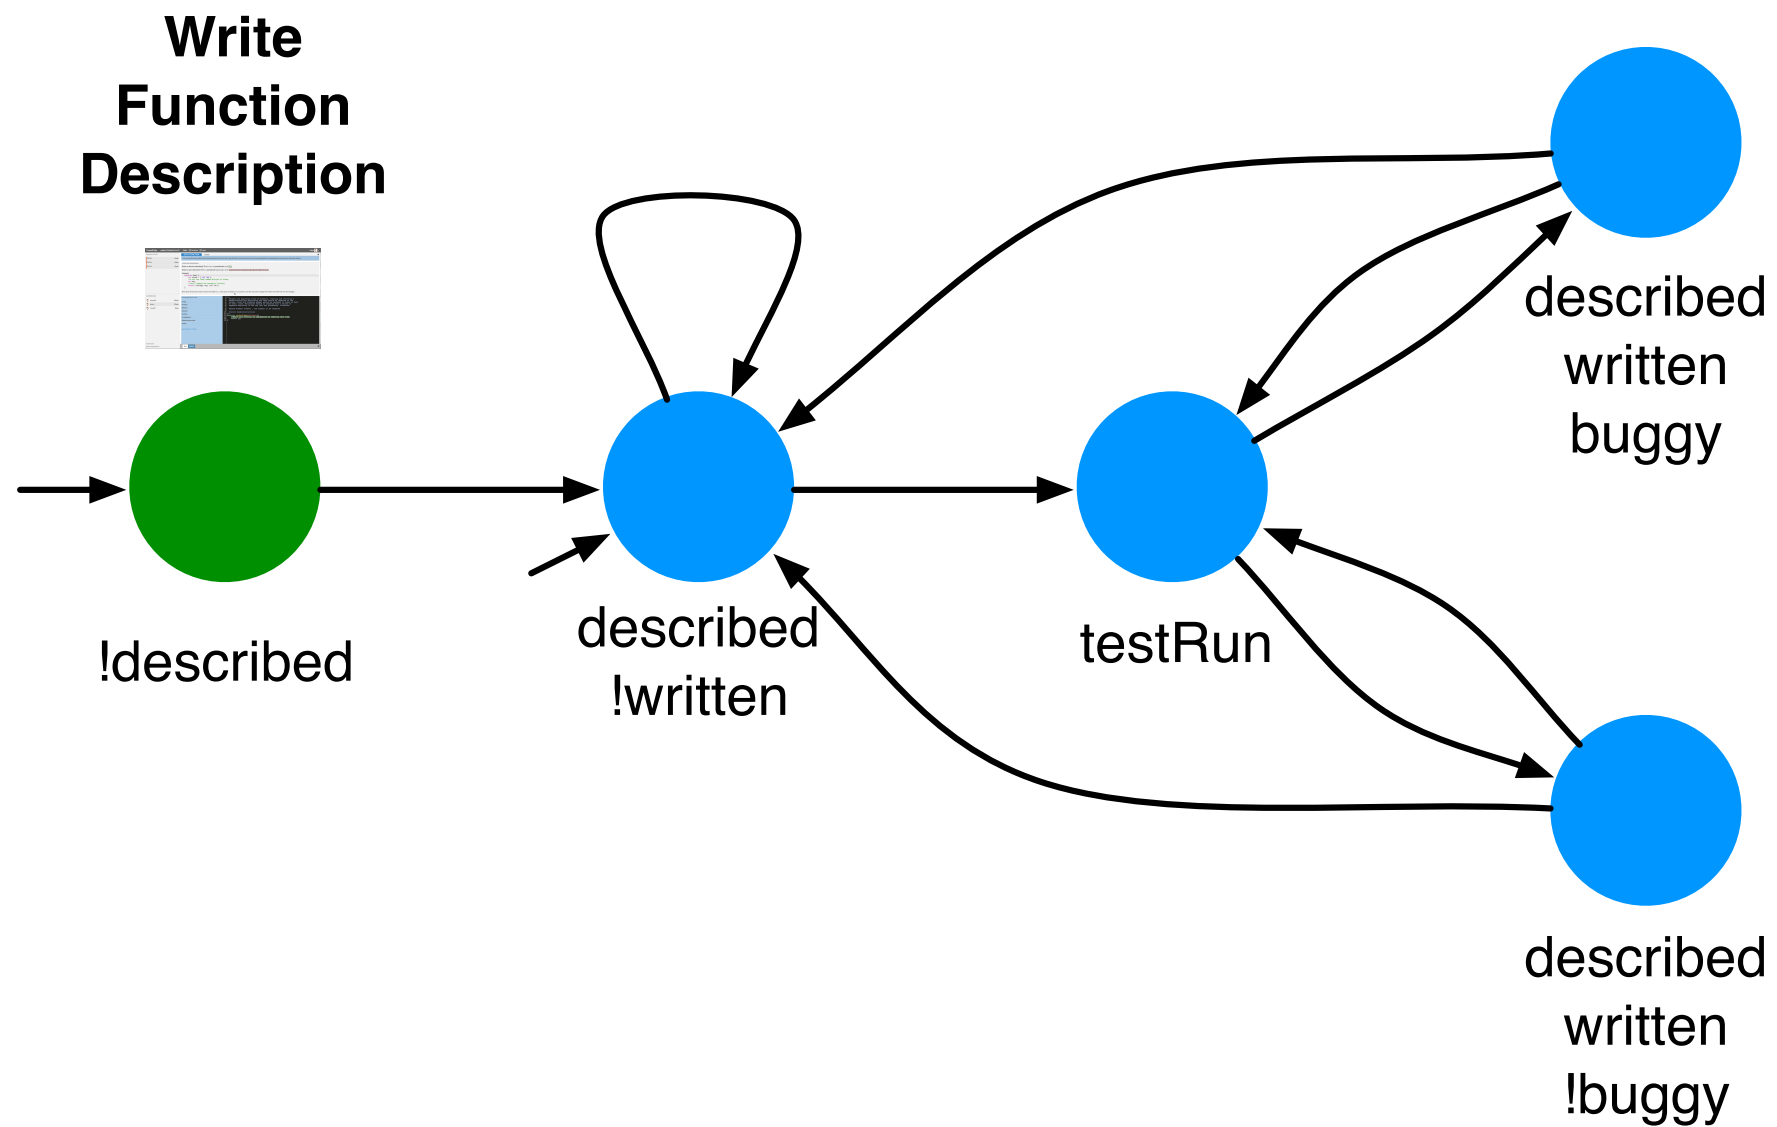 Write
Function
Description
!described
described
!written
testRun
described
written
buggy
described
written
!buggy